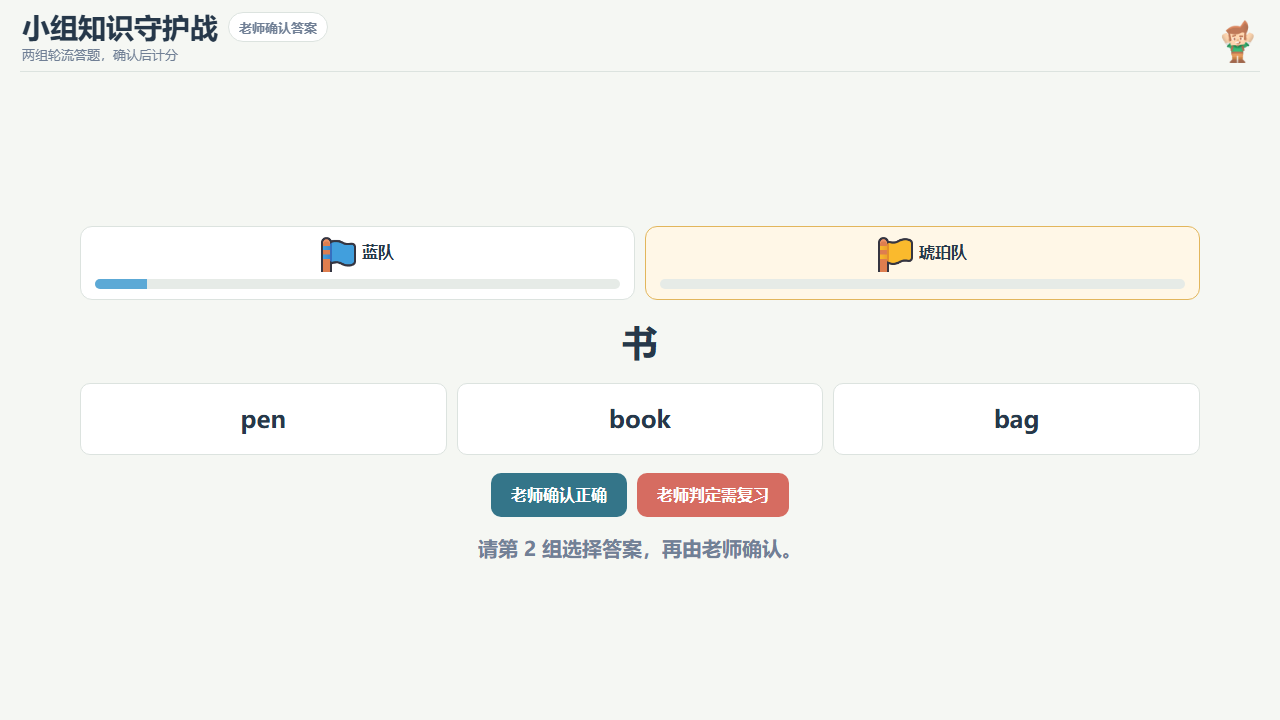 小组知识守护战
老师确认答案
两组轮流答题，确认后计分
蓝队
琥珀队
书
pen
book
bag
老师确认正确
老师判定需复习
请第 2 组选择答案，再由老师确认。